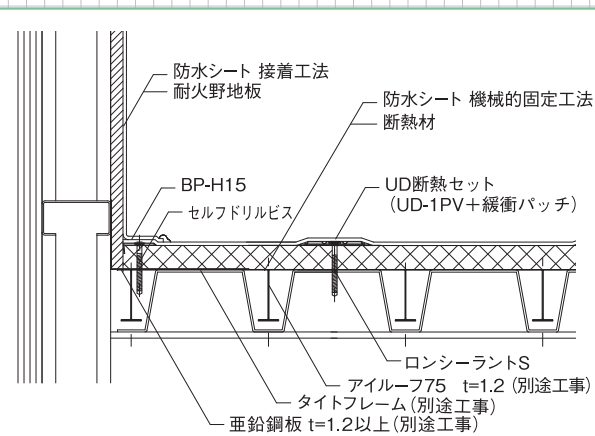 防水シート 接着工法
耐火野地板
防水シート 機械的固定工法
断熱材
BP-H15
セルフドリルビス
UD断熱セット
（UD-1PV＋緩衝パッチ）
ロンシーラントS
アイルーフ75 t=1.2（別途工事）
タイトフレーム（別途工事）
亜鉛鋼板 t=1.2以上（別途工事）